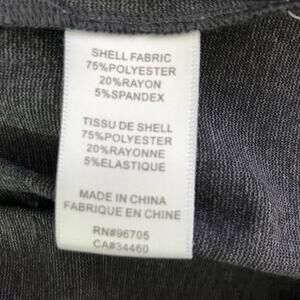 SHELL FABRIC
75%POLYESTER
20%RAYON
5%SPANDEX
TISSU DE SHELL
75%POLYESTER
20%RAYONNE
5%ELASTIQUE
MADE IN CHINA
FABRIQUE EN CHINE
RN#96705
CA#34460